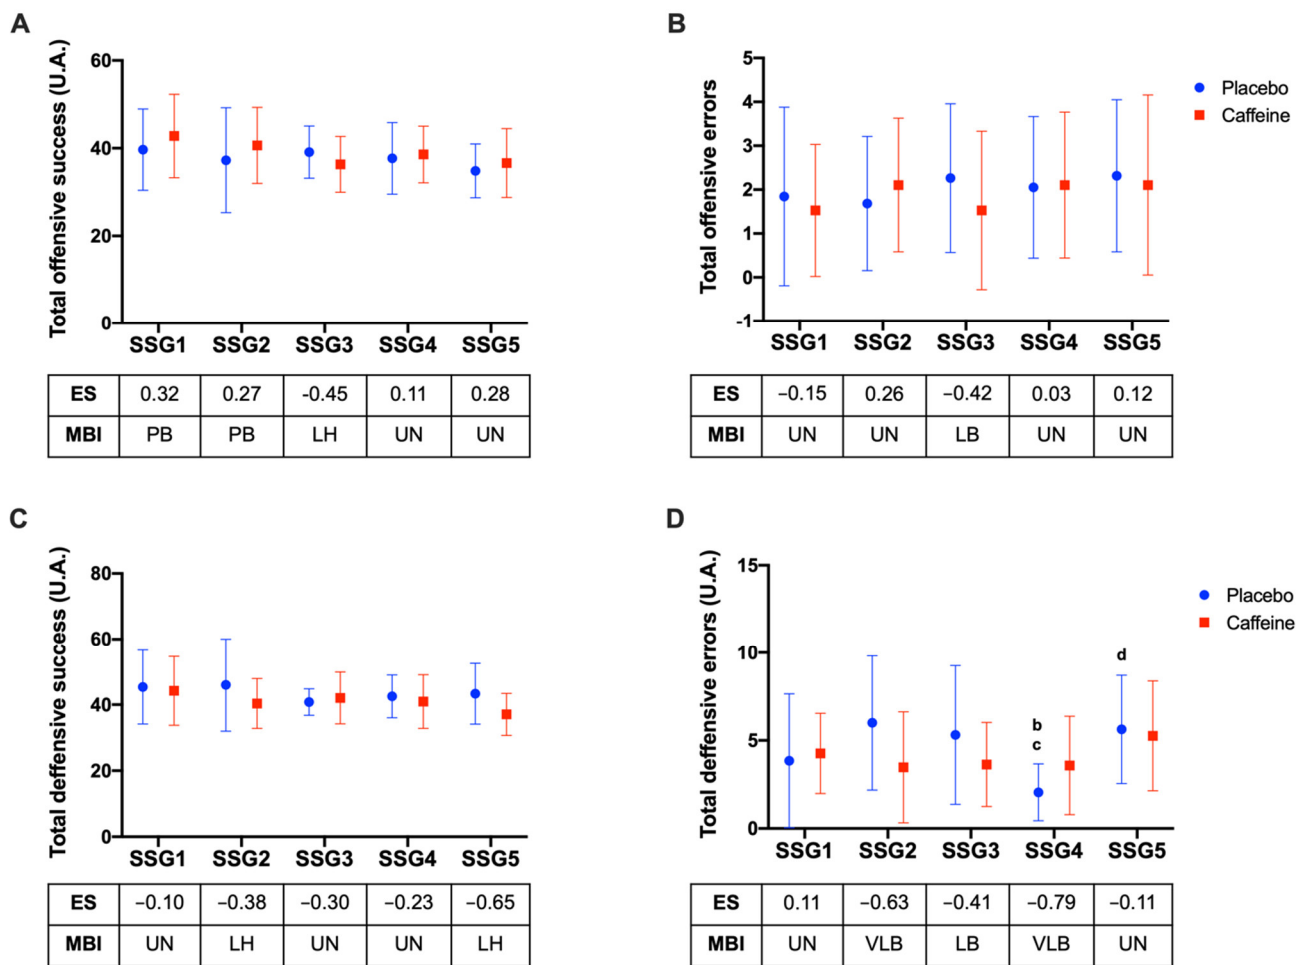 A
Total offensive success (U.A.)
60
40
20
0
SSG1 SSG2 SSG3 SSG4 SSG5
ES 0.32 0.27 -0.45 0.11 0.28
MBI PB PB LH UN UN
B
Total offensive errors
5
4
3
2
1
0
-1
SSG1 SSG2 SSG3 SSG4 SSG5
Placebo
Caffeine
ES −0.15 0.26 −0.42 0.03 0.12
MBI UN UN LB UN UN
C
Total deffensive success (U.A.)
80
60
40
20
0
SSG1 SSG2 SSG3 SSG4 SSG5
ES −0.10 −0.38 −0.30 −0.23 −0.65
MBI UN LH UN UN LH
D
Total deffensive errors (U.A.)
15
10
5
0
b
c
d
SSG1 SSG2 SSG3 SSG4 SSG5
Placebo
Caffeine
ES 0.11 −0.63 −0.41 −0.79 −0.11
MBI UN VLB LB VLB UN